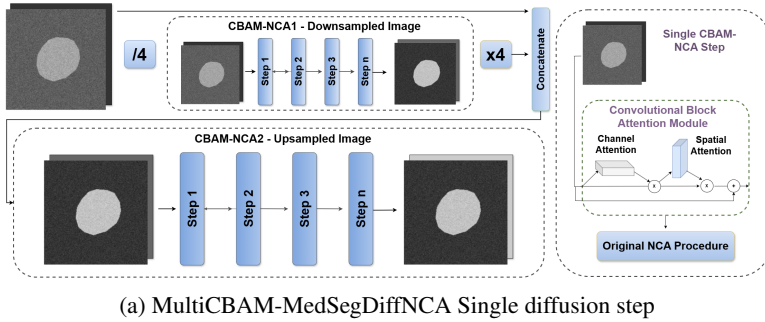 /4
CBAM-NCA1 - Downsampled Image
Step 1
Step 2
Step 3
Step n
x4
Concatenate
CBAM-NCA2 - Upsampled Image
Step 1
Step 2
Step 3
Step n
Single CBAM-
NCA Step
Convolutional Block
Attention Module
Channel
Attention
Spatial
Attention
x
x
+
Original NCA Procedure
(a) MultiCBAM-MedSegDiffNCA Single diffusion step